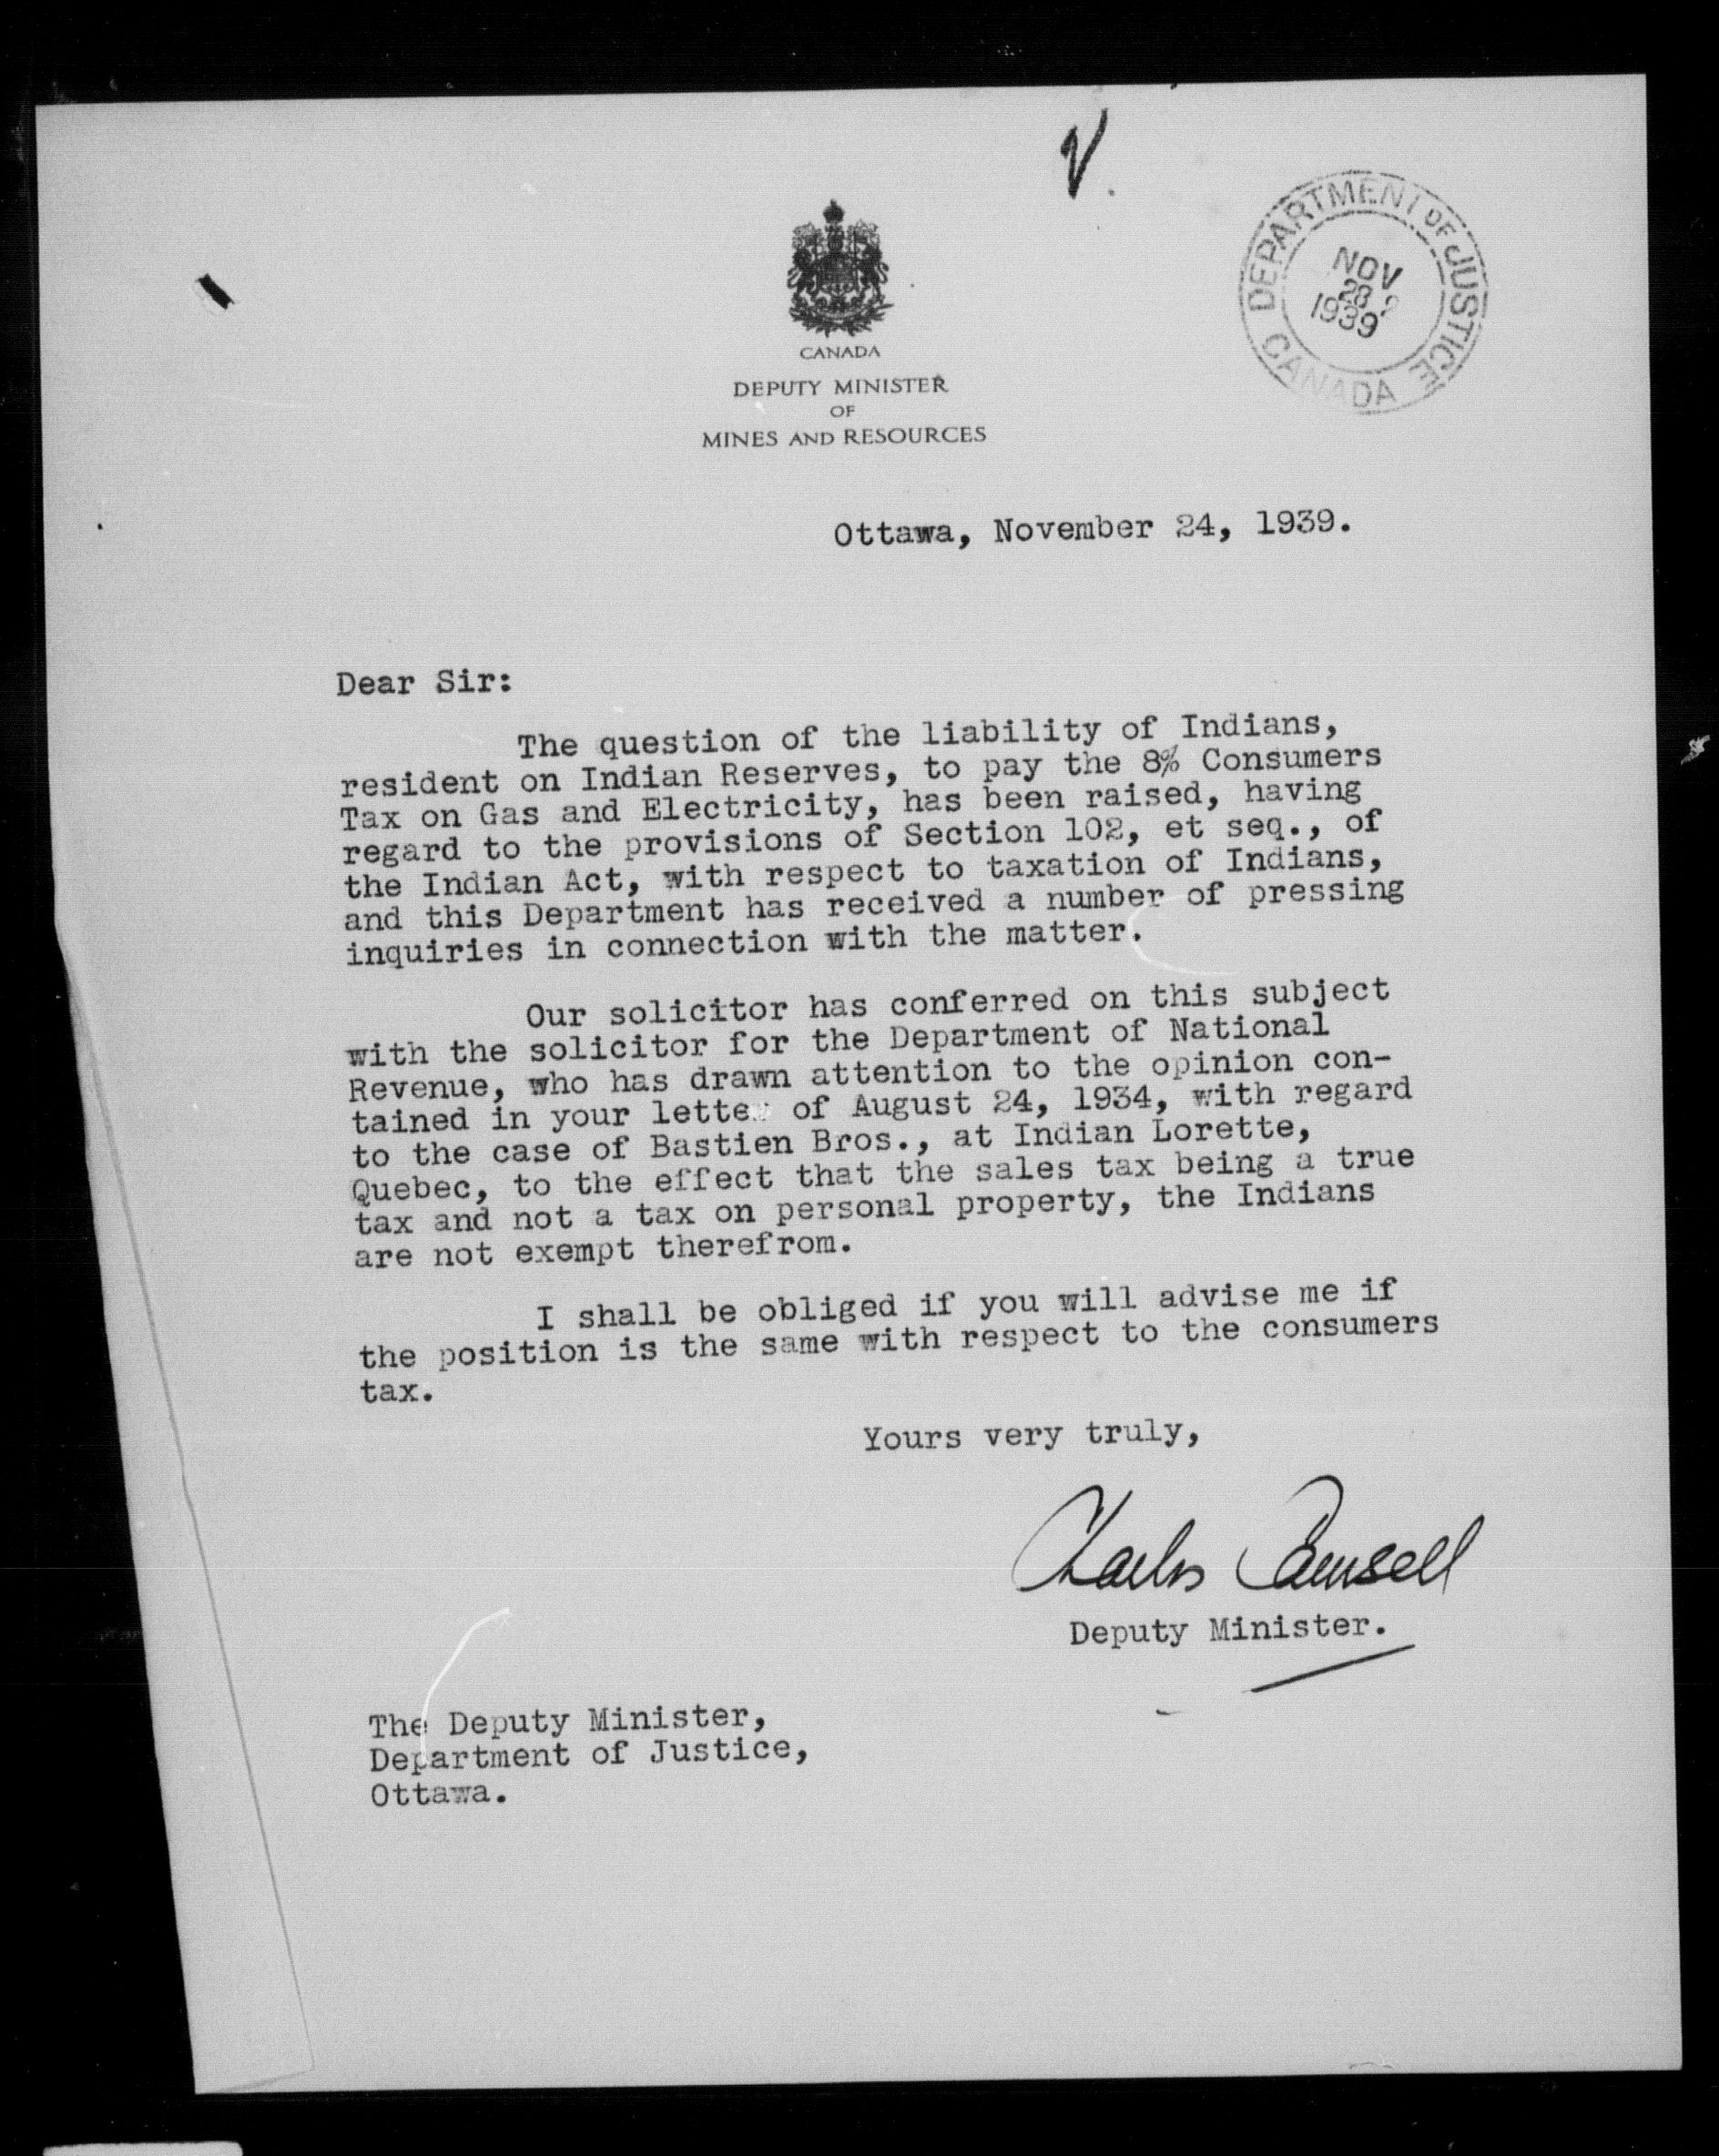 V.
DEPARTMENT OF JUSTICE
NOV
28
1939
CANADA
CANADA
DEPUTY MINISTER
OF
MINES AND RESOURCES
Ottawa, November 24, 1939.
Dear Sir:
The question of the liability of Indians,
resident on Indian Reserves, to pay the 8% Consumers
Tax on Gas and Electricity, has been raised, having
regard to the provisions of Section 102, et seq., of
the Indian Act, with respect to taxation of Indians,
and this Department has received a number of pressing
inquiries in connection with the matter.
Our solicitor has conferred on this subject
with the solicitor for the Department of National
Revenue, who has drawn attention to the opinion con-
tained in your letter of August 24, 1934, with regard
to the case of Bastien Bros., at Indian Lorette,
Quebec, to the effect that the sales tax being a true
tax and not a tax on personal property, the Indians
are not exempt therefrom.
I shall be obliged if you will advise me if
the position is the same with respect to the consumers
tax.
Yours very truly,
Charles Camsell
Deputy Minister.
The Deputy Minister,
Department of Justice,
Ottawa.